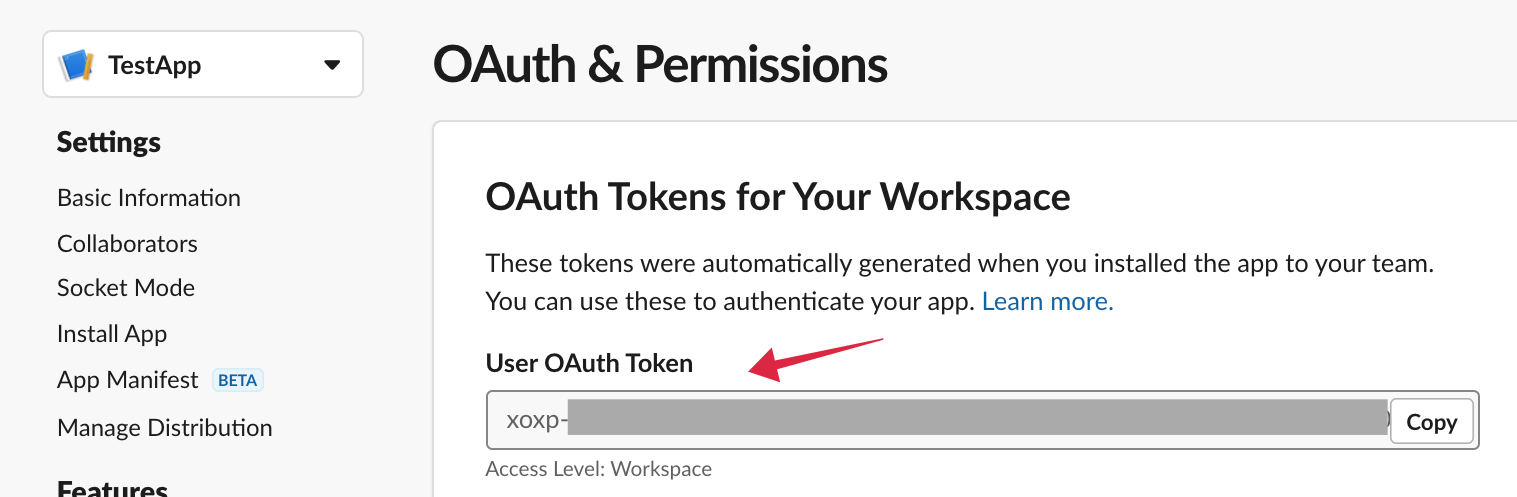 TestApp
OAuth & Permissions
Settings
Basic Information
Collaborators
Socket Mode
Install App
App Manifest BETA
Manage Distribution
Features
OAuth Tokens for Your Workspace
These tokens were automatically generated when you installed the app to your team.
You can use these to authenticate your app. Learn more.
User OAuth Token
xoxp-
Copy
Access Level: Workspace